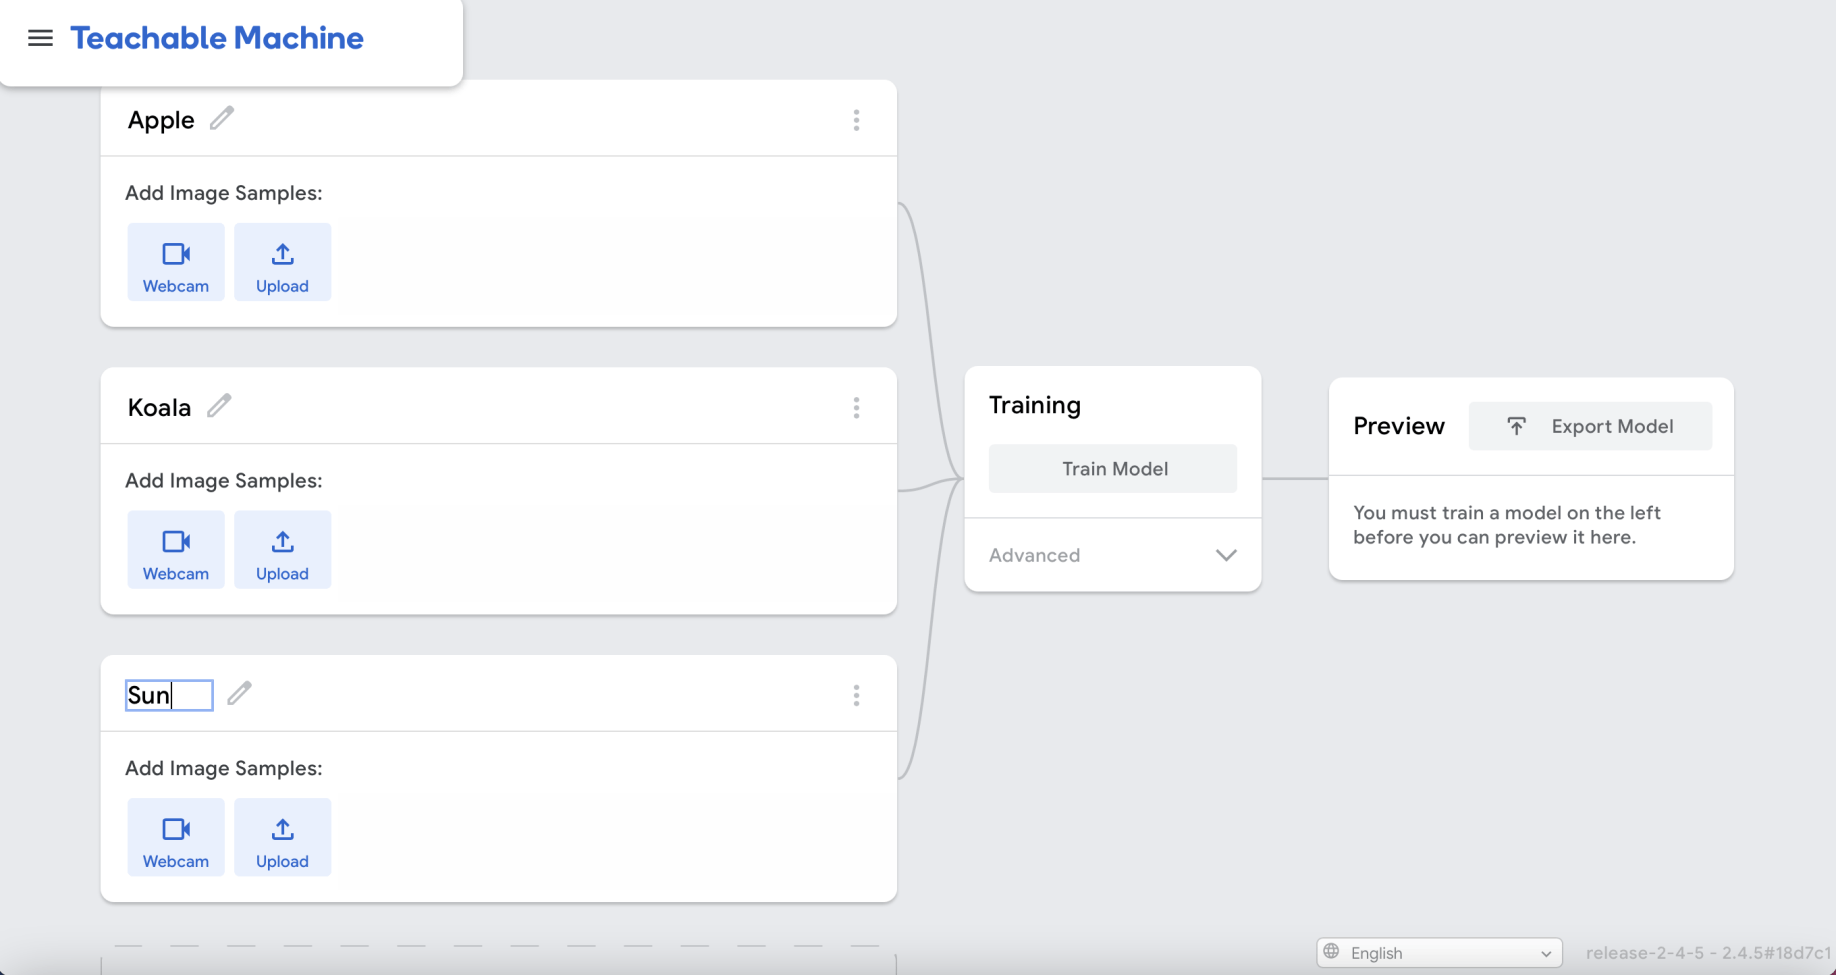 Teachable Machine
Apple
Add Image Samples:
Webcam
Upload
Koala
Add Image Samples:
Webcam
Upload
Sun
Add Image Samples:
Webcam
Upload
Training
Train Model
Advanced
Preview
Export Model
You must train a model on the left
before you can preview it here.
English
release-2-4-5 - 2.4.5#18d7c1